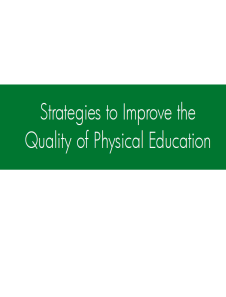 Strategies to Improve the
Quality of Physical Education